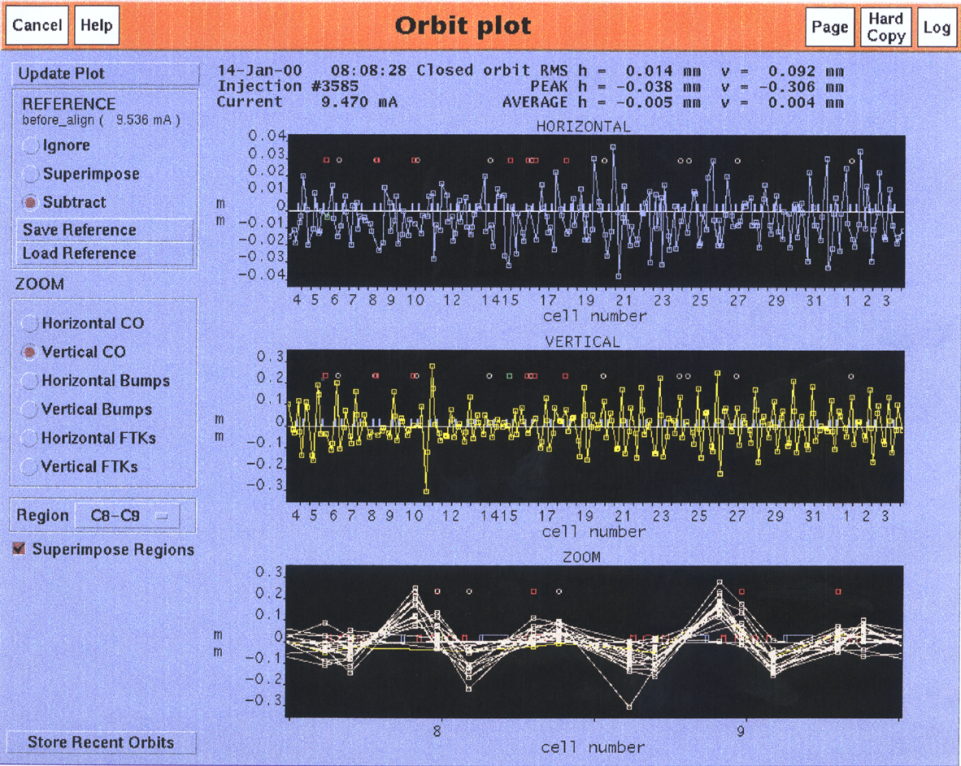 Cancel Help Orbit plot Page Hard Copy Log
Update Plot
REFERENCE
before_align ( 9.536 mA )
Ignore
Superimpose
Subtract
Save Reference
Load Reference
ZOOM
Horizontal CO
Vertical CO
Horizontal Bumps
Vertical Bumps
Horizontal FTKs
Vertical FTKs
Region C8-C9
Superimpose Regions
Store Recent Orbits
14-Jan-00 08:08:28 Closed orbit RMS h = 0.014 mm v = 0.092 mm
Injection #3585 PEAK h = -0.038 mm v = -0.306 mm
Current 9.470 mA AVERAGE h = -0.005 mm v = 0.004 mm
HORIZONTAL
0.04
0.03
0.02
0.01
0
-0.01
-0.02
-0.03
-0.04
m
m
4 5 6 7 8 9 10 12 14 15 17 19 21 23 25 27 29 31 1 2 3
cell number
VERTICAL
0.3
0.2
0.1
0
-0.1
-0.2
-0.3
m
m
4 5 6 7 8 9 10 12 14 15 17 19 21 23 25 27 29 31 1 2 3
cell number
ZOOM
0.3
0.2
0.1
0
-0.1
-0.2
-0.3
m
m
8 9
cell number